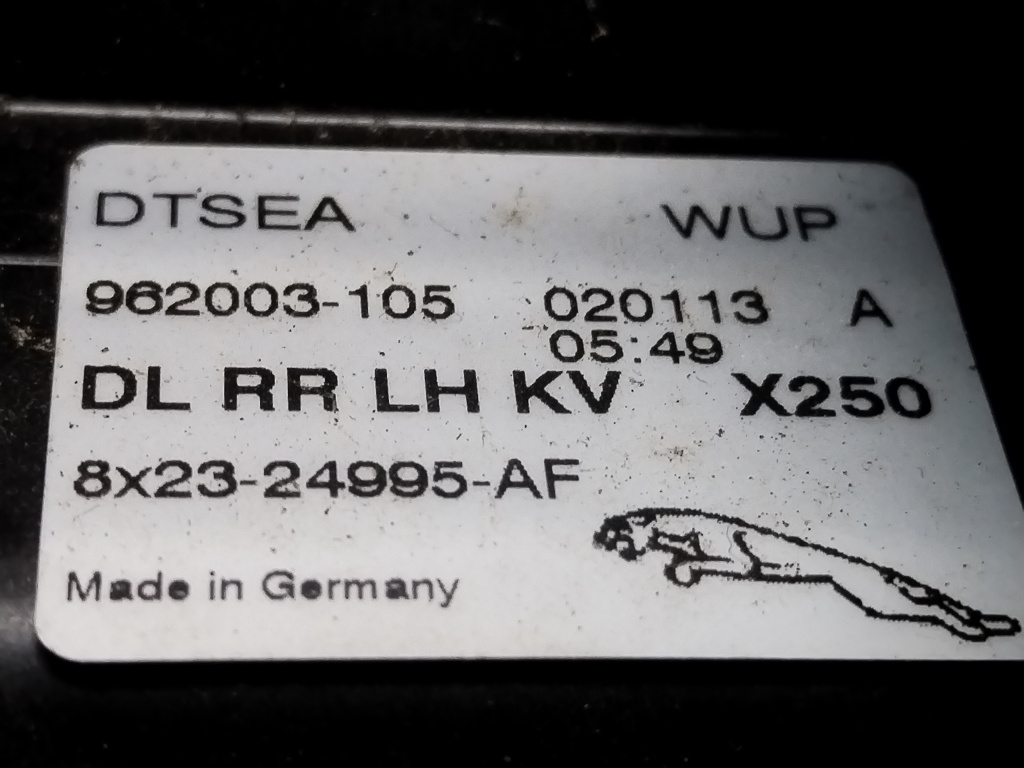 DTSEA WUP
962003-105 020113 A
05:49
DL RR LH KV X250
8x23-24995-AF
Made in Germany